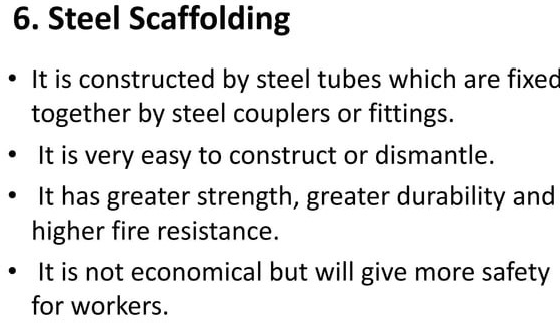 6. Steel Scaffolding
• It is constructed by steel tubes which are fixed
together by steel couplers or fittings.
• It is very easy to construct or dismantle.
• It has greater strength, greater durability and
higher fire resistance.
• It is not economical but will give more safety
for workers.